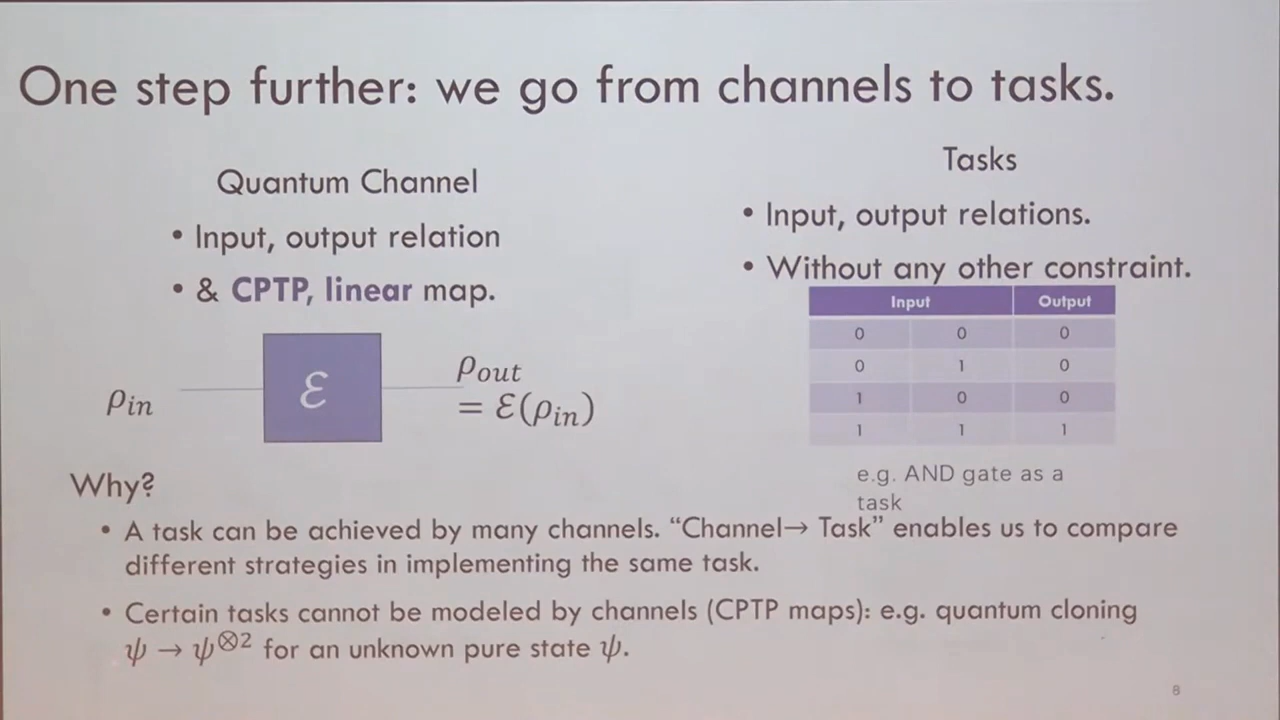 One step further: we go from channels to tasks.
Quantum Channel
• Input, output relation
• & CPTP, linear map.
ρ_in
ℰ
ρ_out
= ℰ(ρ_in)
Tasks
• Input, output relations.
• Without any other constraint.
Input Output
0 0 0
0 1 0
1 0 0
1 1 1
e.g. AND gate as a
task
Why?
• A task can be achieved by many channels. “Channel→ Task” enables us to compare
different strategies in implementing the same task.
• Certain tasks cannot be modeled by channels (CPTP maps): e.g. quantum cloning
ψ → ψ^⊗2 for an unknown pure state ψ.
8